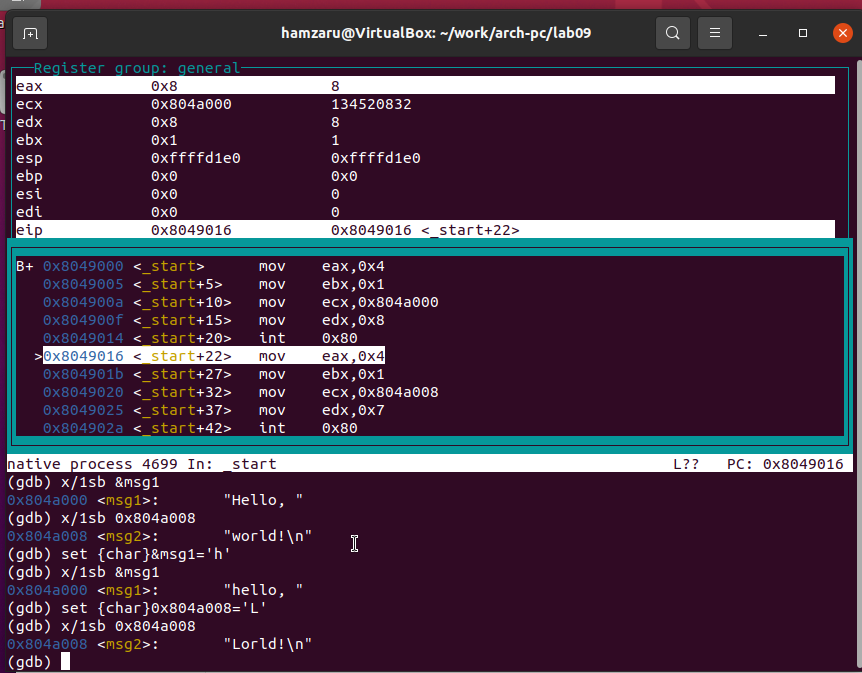 hamzaru@VirtualBox: ~/work/arch-pc/lab09
Register group: general
eax 0x8 8
ecx 0x804a000 134520832
edx 0x8 8
ebx 0x1 1
esp 0xffffd1e0 0xffffd1e0
ebp 0x0 0x0
esi 0x0 0
edi 0x0 0
eip 0x8049016 0x8049016 <_start+22>
B+ 0x8049000 <_start> mov eax,0x4
0x8049005 <_start+5> mov ebx,0x1
0x804900a <_start+10> mov ecx,0x804a000
0x804900f <_start+15> mov edx,0x8
0x8049014 <_start+20> int 0x80
>0x8049016 <_start+22> mov eax,0x4
0x804901b <_start+27> mov ebx,0x1
0x8049020 <_start+32> mov ecx,0x804a008
0x8049025 <_start+37> mov edx,0x7
0x804902a <_start+42> int 0x80
native process 4699 In: _start L?? PC: 0x8049016
(gdb) x/1sb &msg1
0x804a000 <msg1>: "Hello, "
(gdb) x/1sb 0x804a008
0x804a008 <msg2>: "world!\n"
(gdb) set {char}&msg1='h'
(gdb) x/1sb &msg1
0x804a000 <msg1>: "hello, "
(gdb) set {char}0x804a008='L'
(gdb) x/1sb 0x804a008
0x804a008 <msg2>: "Lorld!\n"
(gdb)